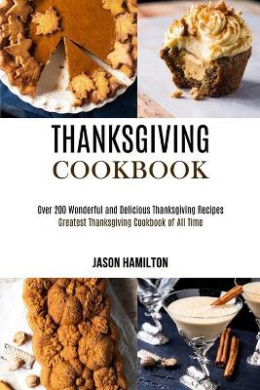 THANKSGIVING
COOKBOOK
Over 200 Wonderful and Delicious Thanksgiving Recipes
Greatest Thanksgiving Cookbook of All Time
JASON HAMILTON